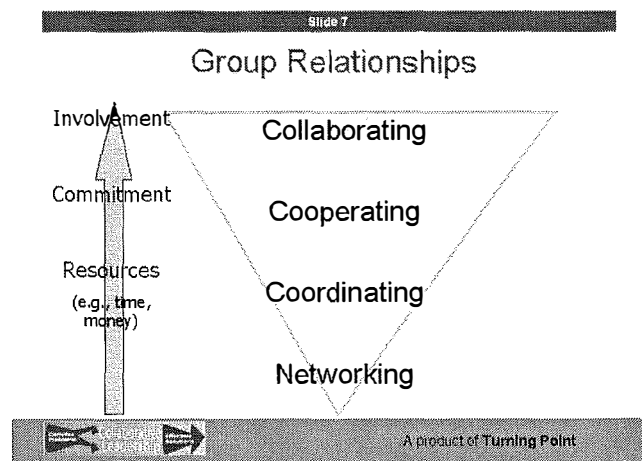 Slide 7
Group Relationships
Involvement
Collaborating
Commitment
Cooperating
Resources
(e.g., time,
money)
Coordinating
Networking
A product of Turning Point